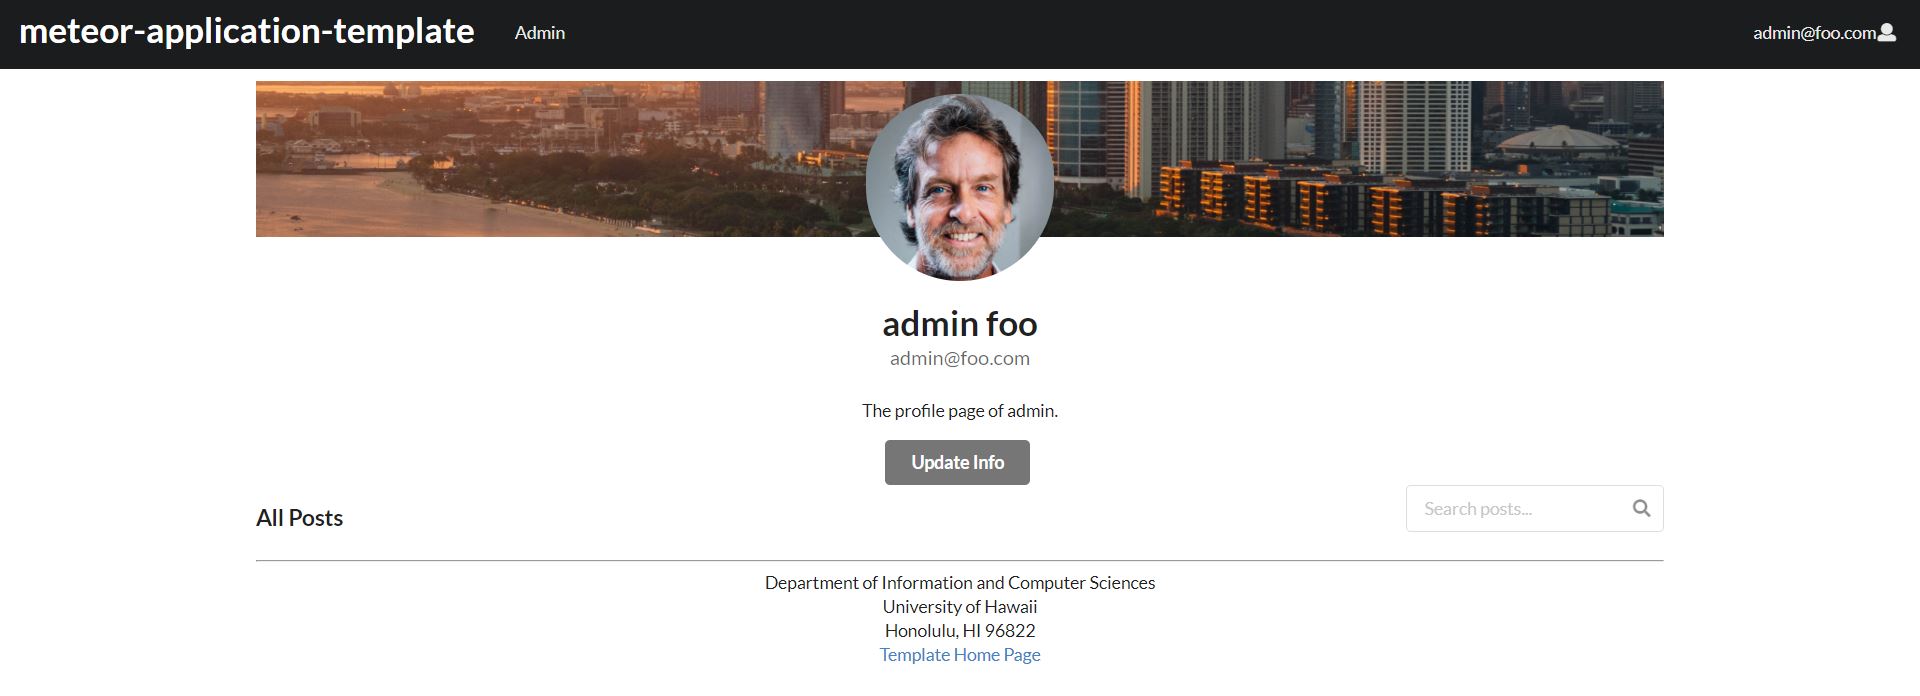 meteor-application-template
Admin
admin@foo.com
admin foo
admin@foo.com
The profile page of admin.
Update Info
All Posts
Search posts...
Department of Information and Computer Sciences
University of Hawaii
Honolulu, HI 96822
Template Home Page